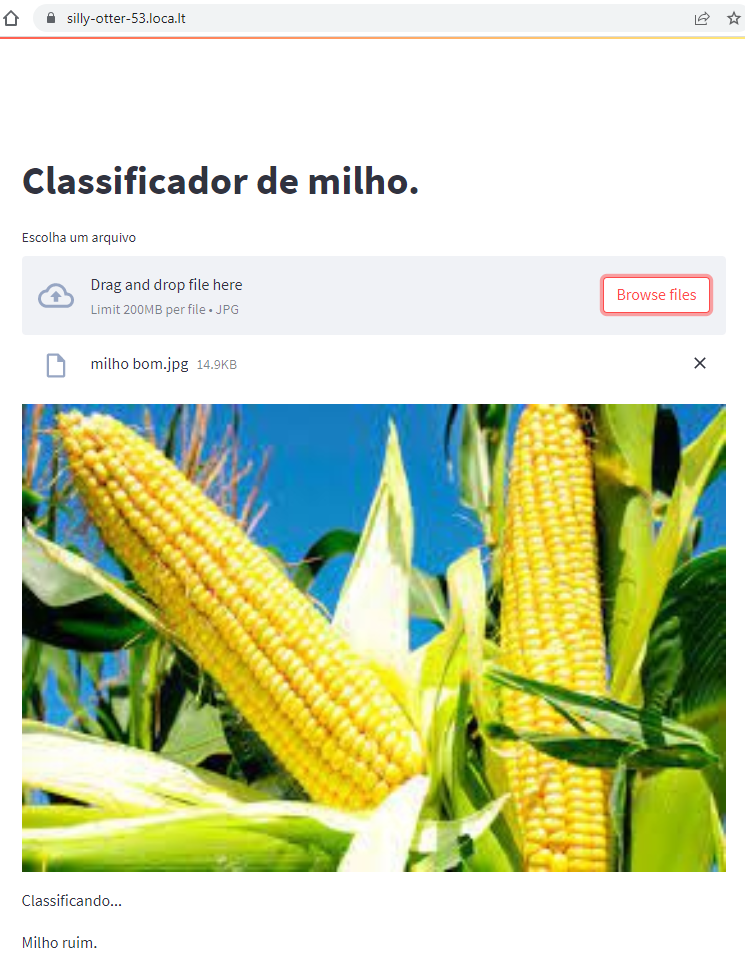 silly-otter-53.loca.lt
Classificador de milho.
Escolha um arquivo
Drag and drop file here
Limit 200MB per file • JPG
Browse files
milho bom.jpg 14.9KB
Classificando...
Milho ruim.